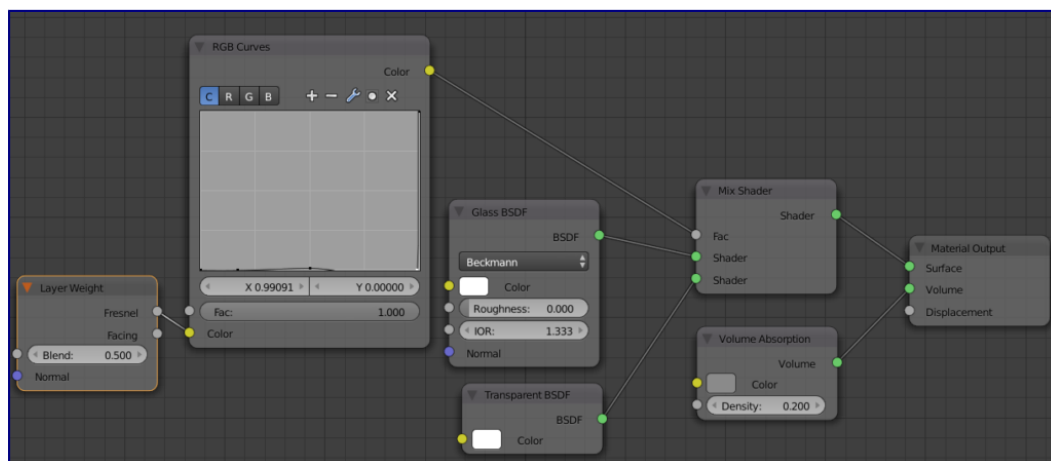 RGB Curves
Color
C R G B
X 0.99091 Y 0.00000
Fac: 1.000
Color
Layer Weight
Fresnel
Facing
Blend: 0.500
Normal
Glass BSDF
BSDF
Beckmann
Color
Roughness: 0.000
IOR: 1.333
Normal
Transparent BSDF
BSDF
Color
Mix Shader
Shader
Fac
Shader
Shader
Volume Absorption
Volume
Color
Density: 0.200
Material Output
Surface
Volume
Displacement